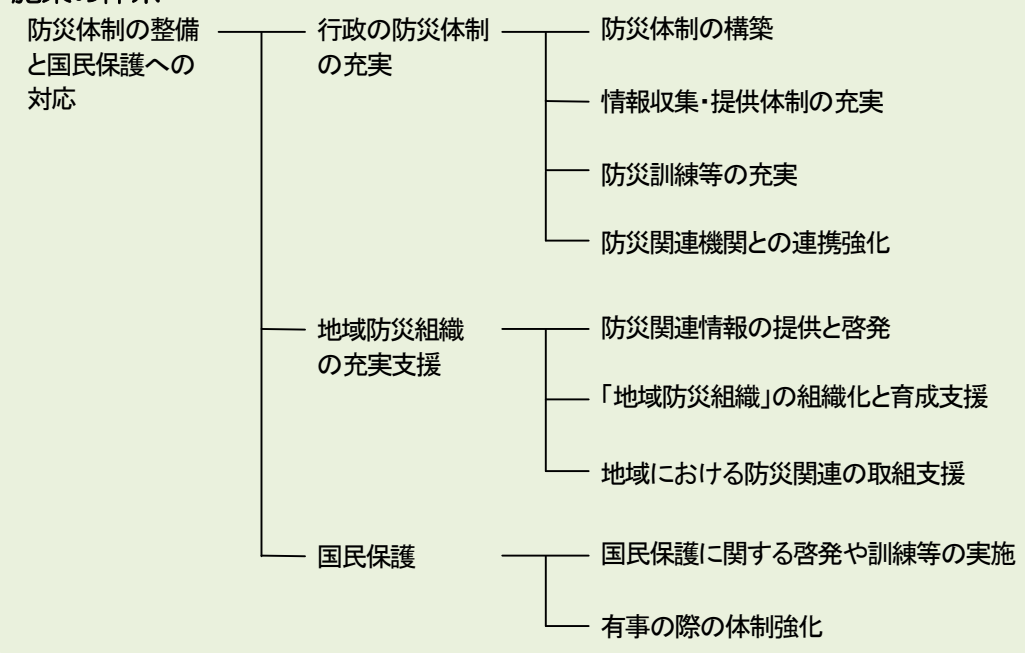 防災体制の整備
と国民保護への
対応
行政の防災体制
の充実
防災体制の構築
情報収集・提供体制の充実
防災訓練等の充実
防災関連機関との連携強化
地域防災組織
の充実支援
防災関連情報の提供と啓発
「地域防災組織」の組織化と育成支援
地域における防災関連の取組支援
国民保護
国民保護に関する啓発や訓練等の実施
有事の際の体制強化